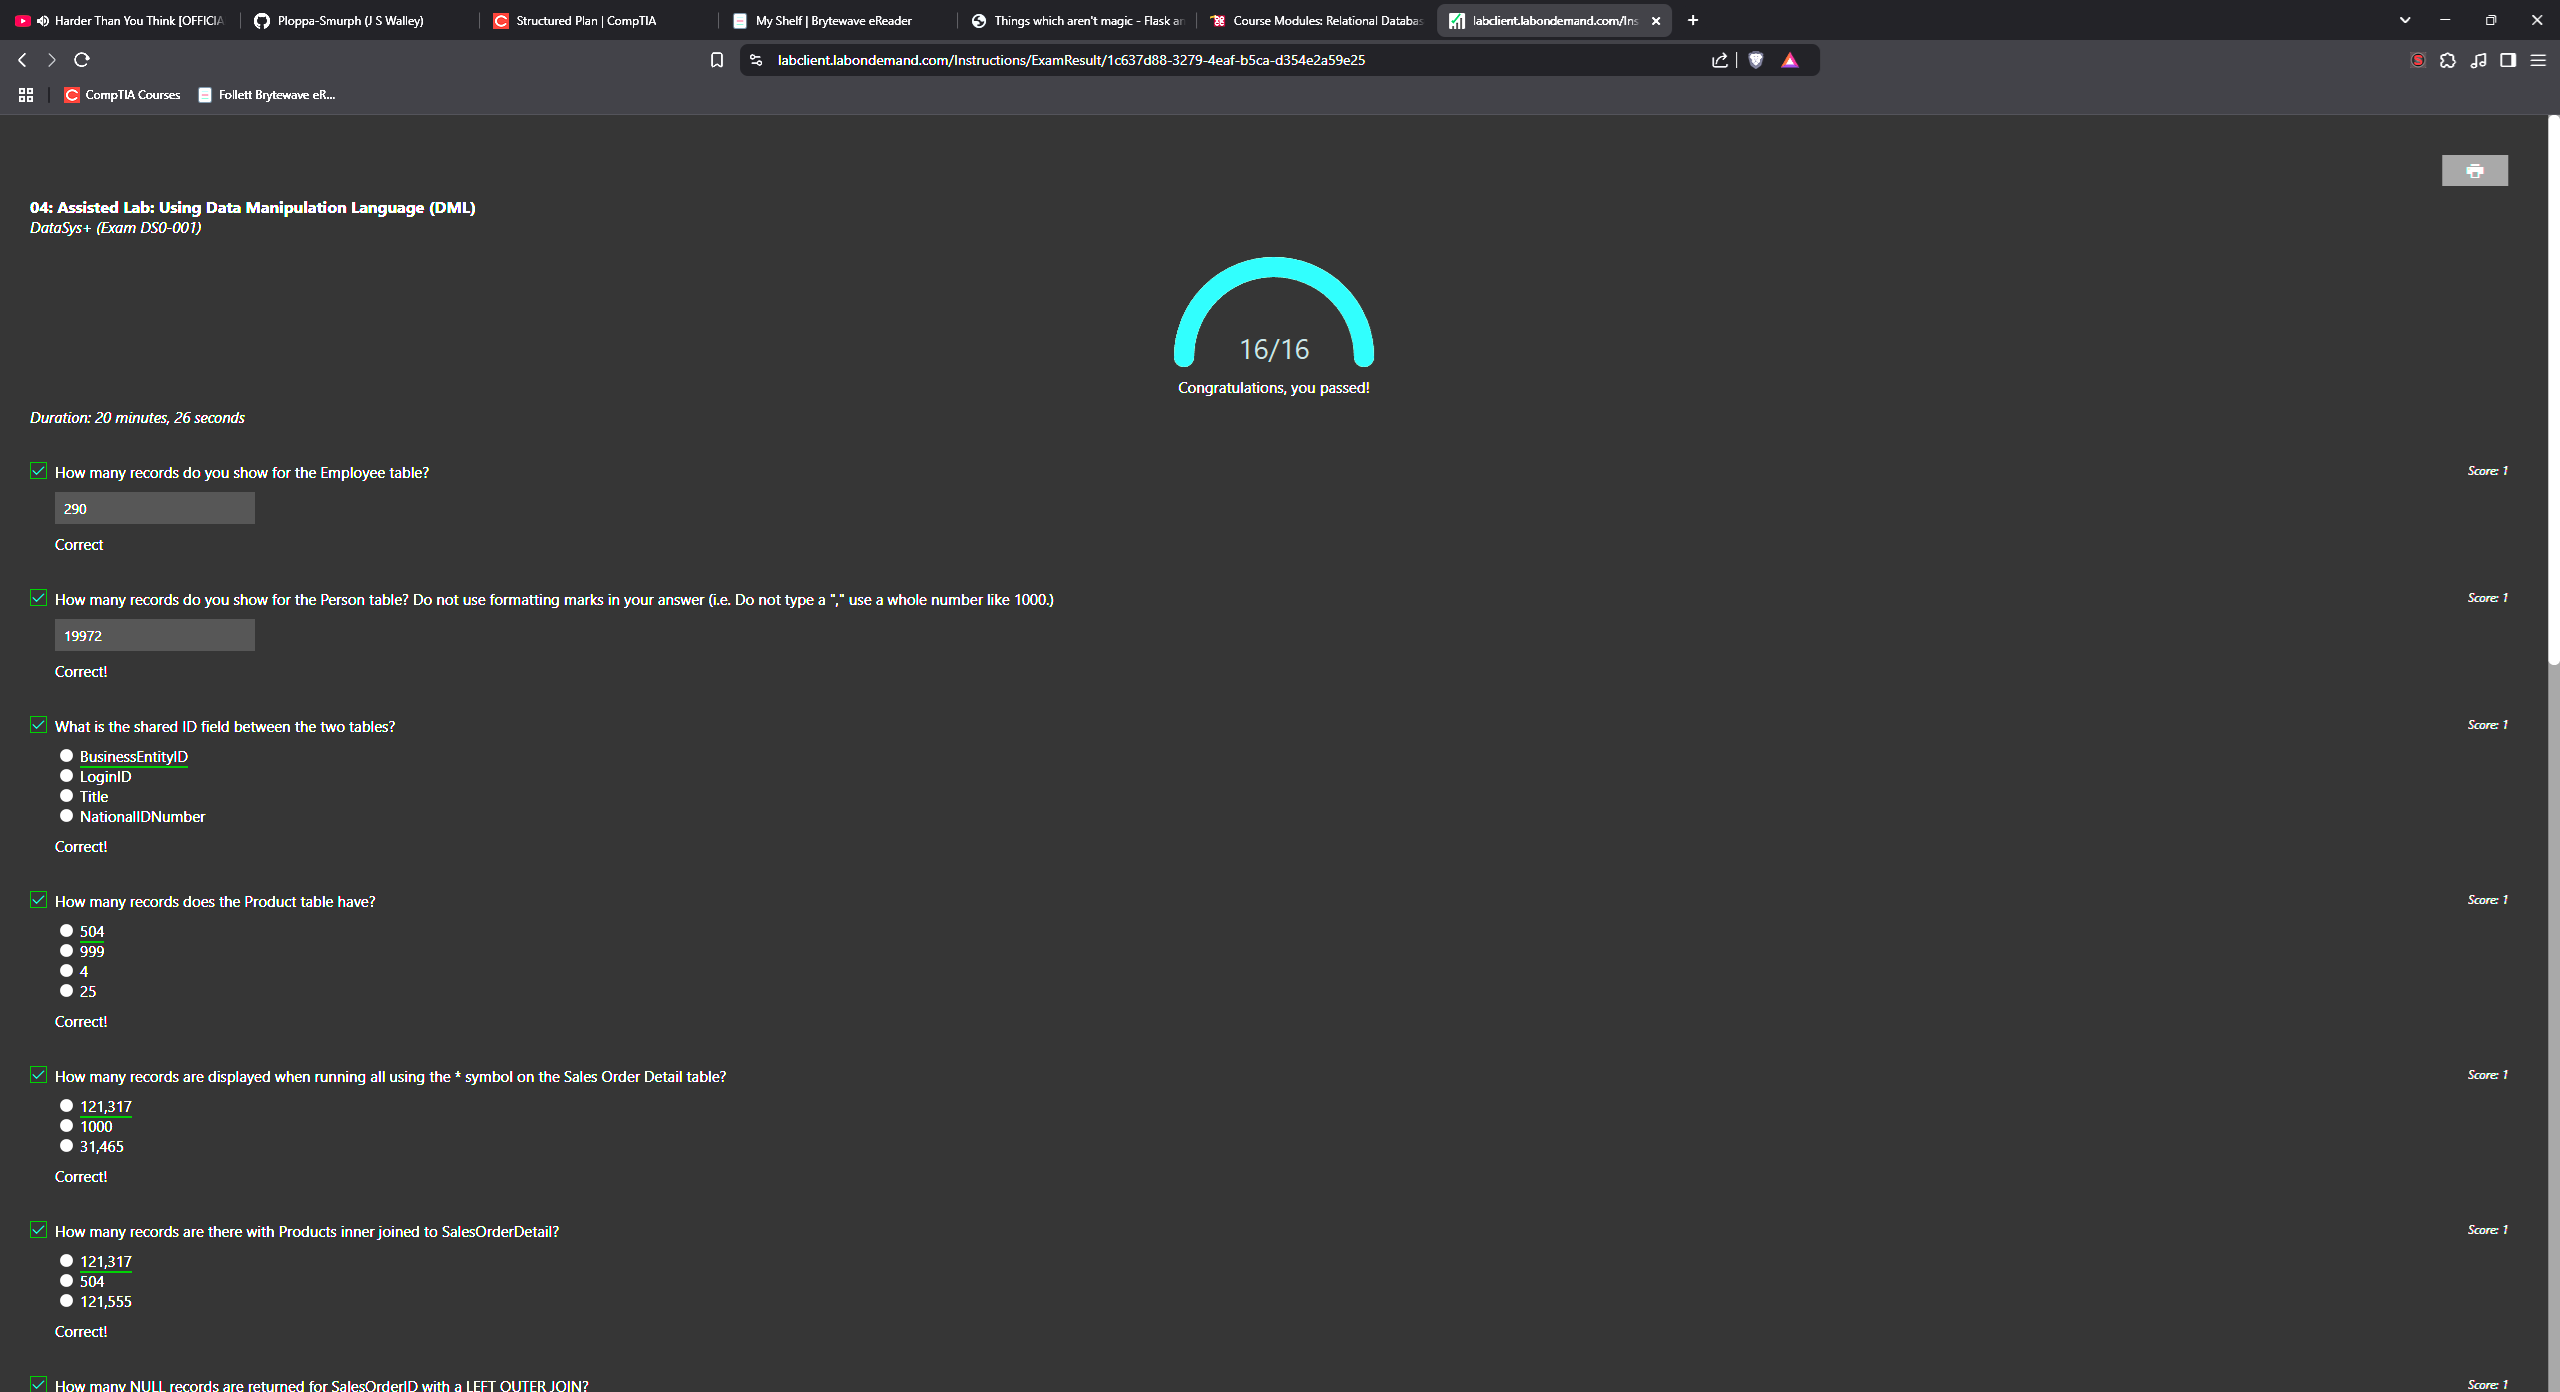 Harder Than You Think [OFFICIA
Ploppa-Smurph (J S Walley)
Structured Plan | CompTIA
My Shelf | Brytewave eReader
Things which aren't magic - Flask an
Course Modules: Relational Databas
labclient.labondemand.com/Ins
labclient.labondemand.com/Instructions/ExamResult/1c637d88-3279-4eaf-b5ca-d354e2a59e25
CompTIA Courses
Follett Brytewave eR...
04: Assisted Lab: Using Data Manipulation Language (DML)
DataSys+ (Exam DS0-001)
16/16
Congratulations, you passed!
Duration: 20 minutes, 26 seconds
How many records do you show for the Employee table?
Score: 1
290
Correct
How many records do you show for the Person table? Do not use formatting marks in your answer (i.e. Do not type a "," use a whole number like 1000.)
Score: 1
19972
Correct!
What is the shared ID field between the two tables?
Score: 1
BusinessEntityID
LoginID
Title
NationalIDNumber
Correct!
How many records does the Product table have?
Score: 1
504
999
4
25
Correct!
How many records are displayed when running all using the * symbol on the Sales Order Detail table?
Score: 1
121,317
1000
31,465
Correct!
How many records are there with Products inner joined to SalesOrderDetail?
Score: 1
121,317
504
121,555
Correct!
How many NULL records are returned for SalesOrderID with a LEFT OUTER JOIN?
Score: 1